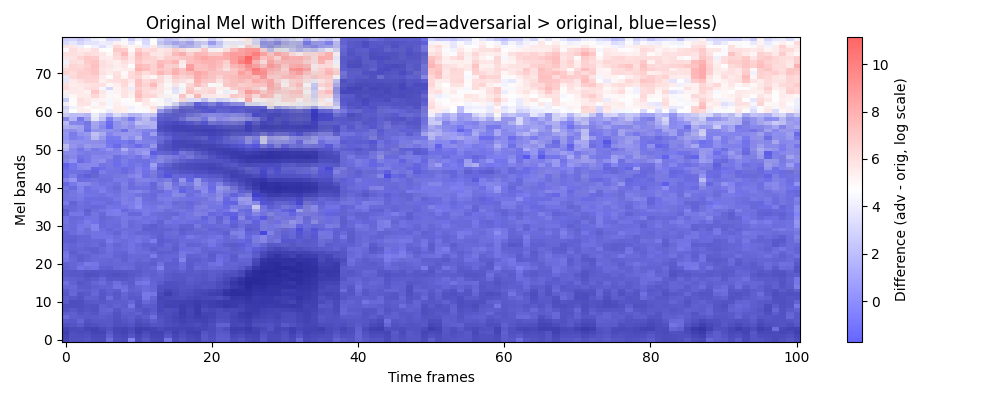 Original Mel with Differences (red=adversarial > original, blue=less)
Mel bands
70
60
50
40
30
20
10
0
0 20 40 60 80 100
Time frames
10
8
6
4
2
0
Difference (adv - orig, log scale)